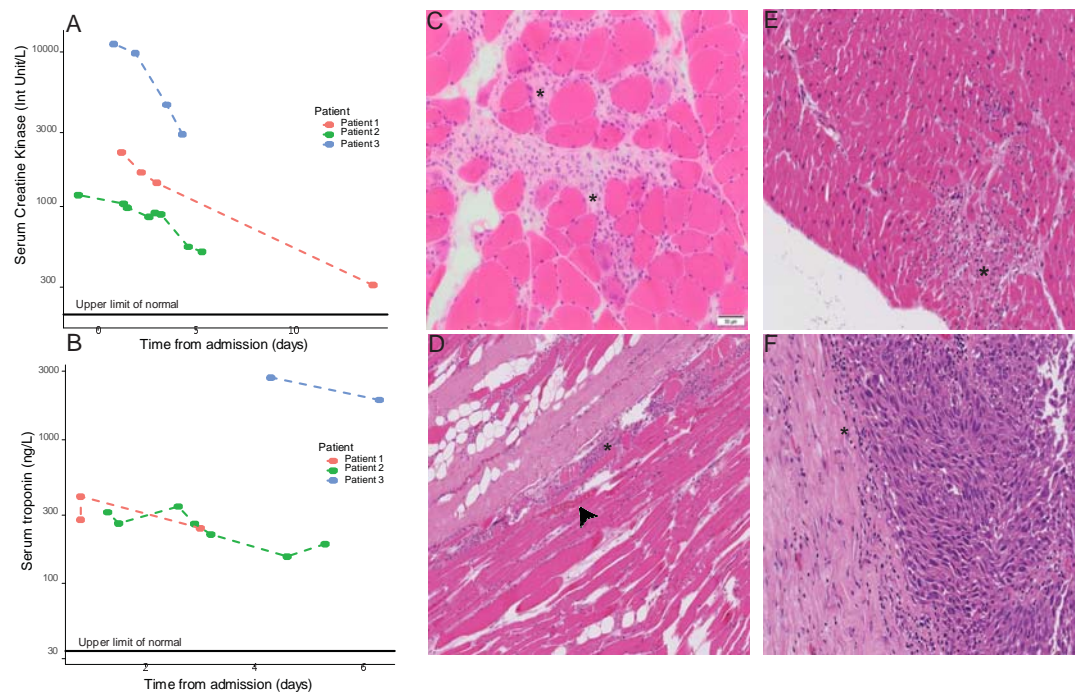 A
Serum Creatine Kinase (Int Unit/L)
10000
3000
1000
300
Patient
Patient 1
Patient 2
Patient 3
Upper limit of normal
0
5
10
Time from admission (days)
B
Serum troponin (ng/L)
3000
1000
300
100
30
Patient
Patient 1
Patient 2
Patient 3
Upper limit of normal
2
4
6
Time from admission (days)
C
*
*
D
*
E
*
F
*